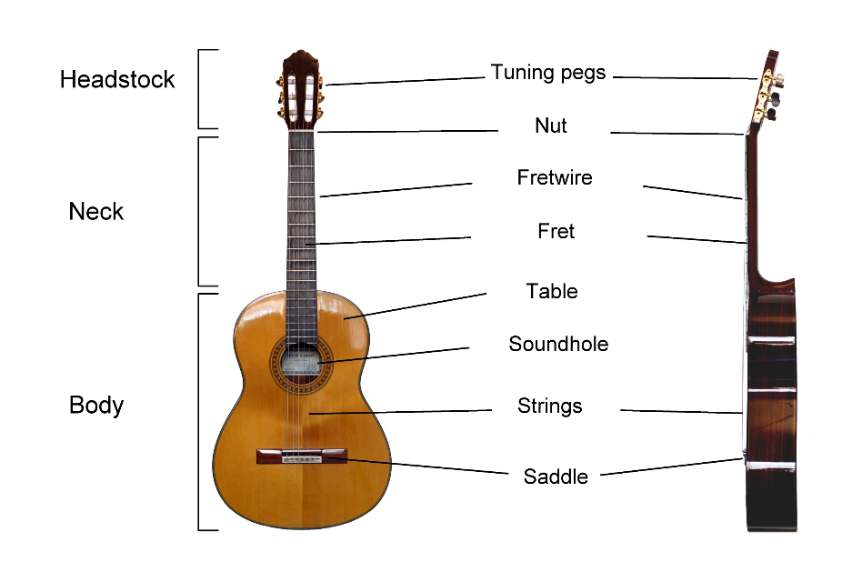 Headstock
Neck
Body
Tuning pegs
Nut
Fretwire
Fret
Table
Soundhole
Strings
Saddle